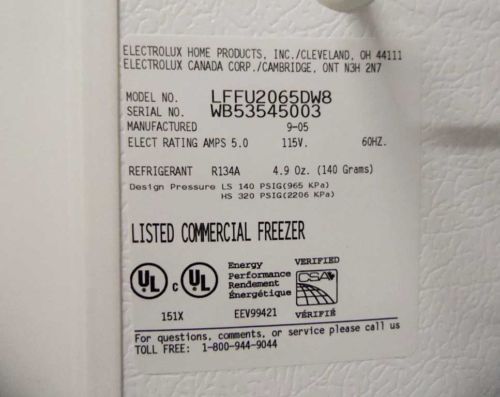 ELECTROLUX HOME PRODUCTS, INC./CLEVELAND, OH 44111
ELECTROLUX CANADA CORP./CAMBRIDGE, ONT N3H 2N7
MODEL NO. LFFU2065DW8
SERIAL NO. WB53545003
MANUFACTURED 9-05
ELECT RATING AMPS 5.0 115V. 60HZ.
REFRIGERANT R134A 4.9 Oz. (140 Grams)
Design Pressure LS 140 PSIG(965 KPa)
HS 320 PSIG(2206 KPa)
LISTED COMMERCIAL FREEZER
UL c UL
Energy
Performance
Rendement
Énergétique
VERIFIED
CSA
VÉRIFIÉ
151X EEV99421
For questions, comments, or service please call us
TOLL FREE: 1-800-944-9044